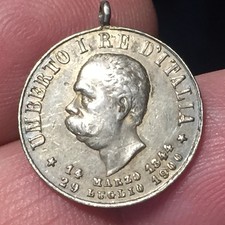 UMBERTO I. RE D'ITALIA
14 MARZO 1844
29 LUGLIO 1900